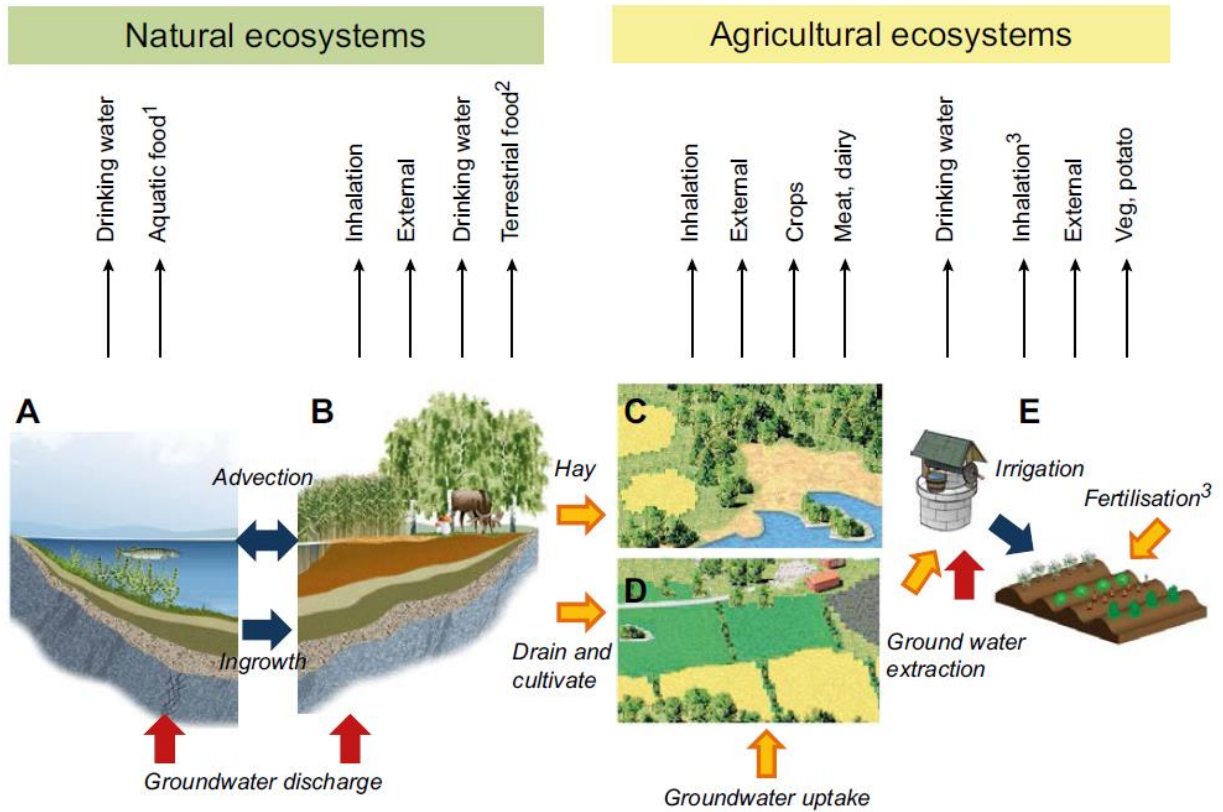 Natural ecosystems
Agricultural ecosystems
Drinking water
Aquatic food¹
Inhalation
External
Drinking water
Terrestrial food²
Inhalation
External
Crops
Meat, dairy
Drinking water
Inhalation³
External
Veg, potato
A
B
C
E
Advection
Hay
Irrigation
Fertilisation³
D
Ingrowth
Drain and
cultivate
Ground water
extraction
Groundwater discharge
Groundwater uptake